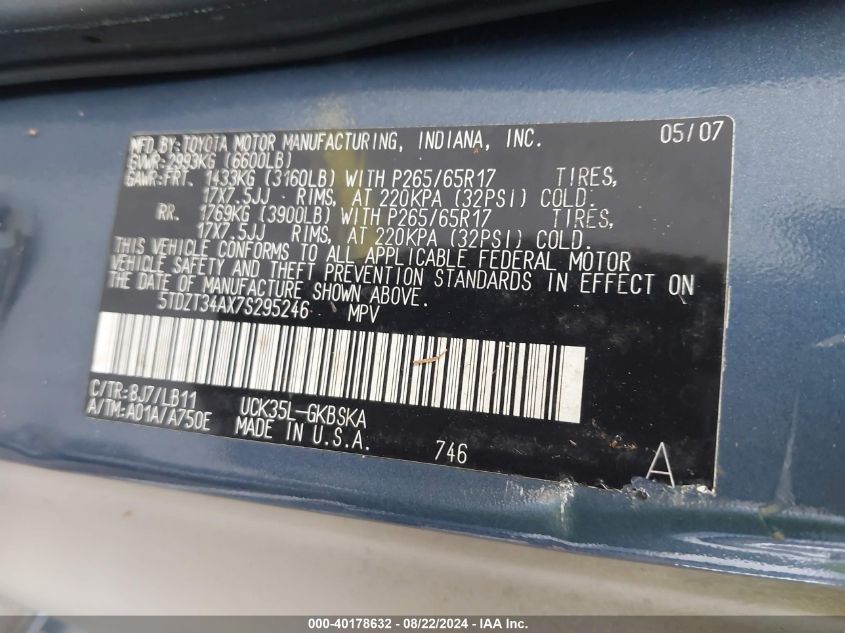 MFD.BY:TOYOTA MOTOR MANUFACTURING, INDIANA, INC. 05/07
GVWR:2993KG (6600LB)
GAWR:FRT. 1433KG (3160LB) WITH P265/65R17 TIRES,
17X7.5JJ RIMS, AT 220KPA (32PSI) COLD.
RR. 1769KG (3900LB) WITH P265/65R17 TIRES,
17X7.5JJ RIMS, AT 220KPA (32PSI) COLD.
THIS VEHICLE CONFORMS TO ALL APPLICABLE FEDERAL MOTOR
VEHICLE SAFETY AND THEFT PREVENTION STANDARDS IN EFFECT ON
THE DATE OF MANUFACTURE SHOWN ABOVE.
5TDZT34AX7S295246 MPV
C/TR:8J7/LB11 UCK35L-GKBSKA
A/TM:A01A/A750E MADE IN U.S.A. 746 A
000-40178632 - 08/22/2024 - IAA Inc.